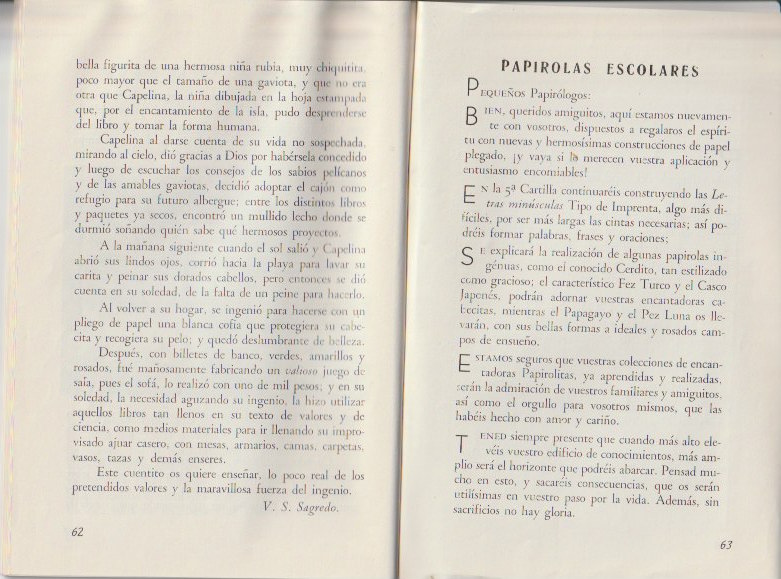 bella figurita de una hermosa niña rubia, muy chiquitita,
poco mayor que el tamaño de una gaviota, y que no era
otra que Capelina, la niña dibujada en la hoja estampada
que, por el encantamiento de la isla, pudo desprenderse
del libro y tomar la forma humana.
Capelina al darse cuenta de su vida no sospechada,
mirando al cielo, dió gracias a Dios por habérsela concedido
y luego de escuchar los consejos de los sabios pelícanos
y de las amables gaviotas, decidió adoptar el cajón como
refugio para su futuro albergue; entre los distintos libros
y paquetes ya secos, encontró un mullido lecho donde se
durmió soñando quién sabe qué hermosos proyectos.
A la mañana siguiente cuando el sol salió y Capelina
abrió sus lindos ojos, corrió hacia la playa para lavar su
carita y peinar sus dorados cabellos, pero entonces se dió
cuenta en su soledad, de la falta de un peine para hacerlo.
Al volver a su hogar, se ingenió para hacerse con un
pliego de papel una blanca cofia que protegiera su cabe-
cita y recogiera su pelo; y quedó deslumbrante de belleza.
Después, con billetes de banco, verdes, amarillos y
rosados, fué mañosamente fabricando un valioso juego de
sala, pues el sofá, lo realizó con uno de mil pesos; y en su
soledad, la necesidad aguzando su ingenio, la hizo utilizar
aquellos libros tan llenos en su texto de valores y de
ciencia, como medios materiales para ir llenando su impro-
visado ajuar casero, con mesas, armarios, camas, carpetas,
vasos, tazas y demás enseres.
Este cuentito os quiere enseñar, lo poco real de los
pretendidos valores y la maravillosa fuerza del ingenio.
V. S. Sagredo.
62
PAPIROLAS ESCOLARES
PEQUEÑOS Papirólogos:
BIEN, queridos amiguitos, aquí estamos nuevamen-
te con vosotros, dispuestos a regalaros el espíri-
tu con nuevas y hermosísimas construcciones de papel
plegado, ¡y vaya si lo merecen vuestra aplicación y
entusiasmo encomiables!
EN la 5ª Cartilla continuaréis construyendo las Le-
tras minúsculas Tipo de Imprenta, algo más di-
fíciles, por ser más largas las cintas necesarias; así po-
dréis formar palabras, frases y oraciones;
SE explicará la realización de algunas papirolas in-
génuas, como el conocido Cerdito, tan estilizado
como gracioso; el característico Fez Turco y el Casco
Japonés, podrán adornar vuestras encantadoras ca-
becitas, mientras el Papagayo y el Pez Luna os lle-
varán, con sus bellas formas a ideales y rosados cam-
pos de ensueño.
ESTAMOS seguros que vuestras colecciones de encan-
tadoras Papirolitas, ya aprendidas y realizadas,
serán la admiración de vuestros familiares y amiguitos,
así como el orgullo para vosotros mismos, que las
habéis hecho con amor y cariño.
TENED siempre presente que cuando más alto ele-
véis vuestro edificio de conocimientos, más am-
plio será el horizonte que podréis abarcar. Pensad mu-
cho en esto, y sacaréis consecuencias, que os serán
utilísimas en vuestro paso por la vida. Además, sin
sacrificios no hay gloria.
63